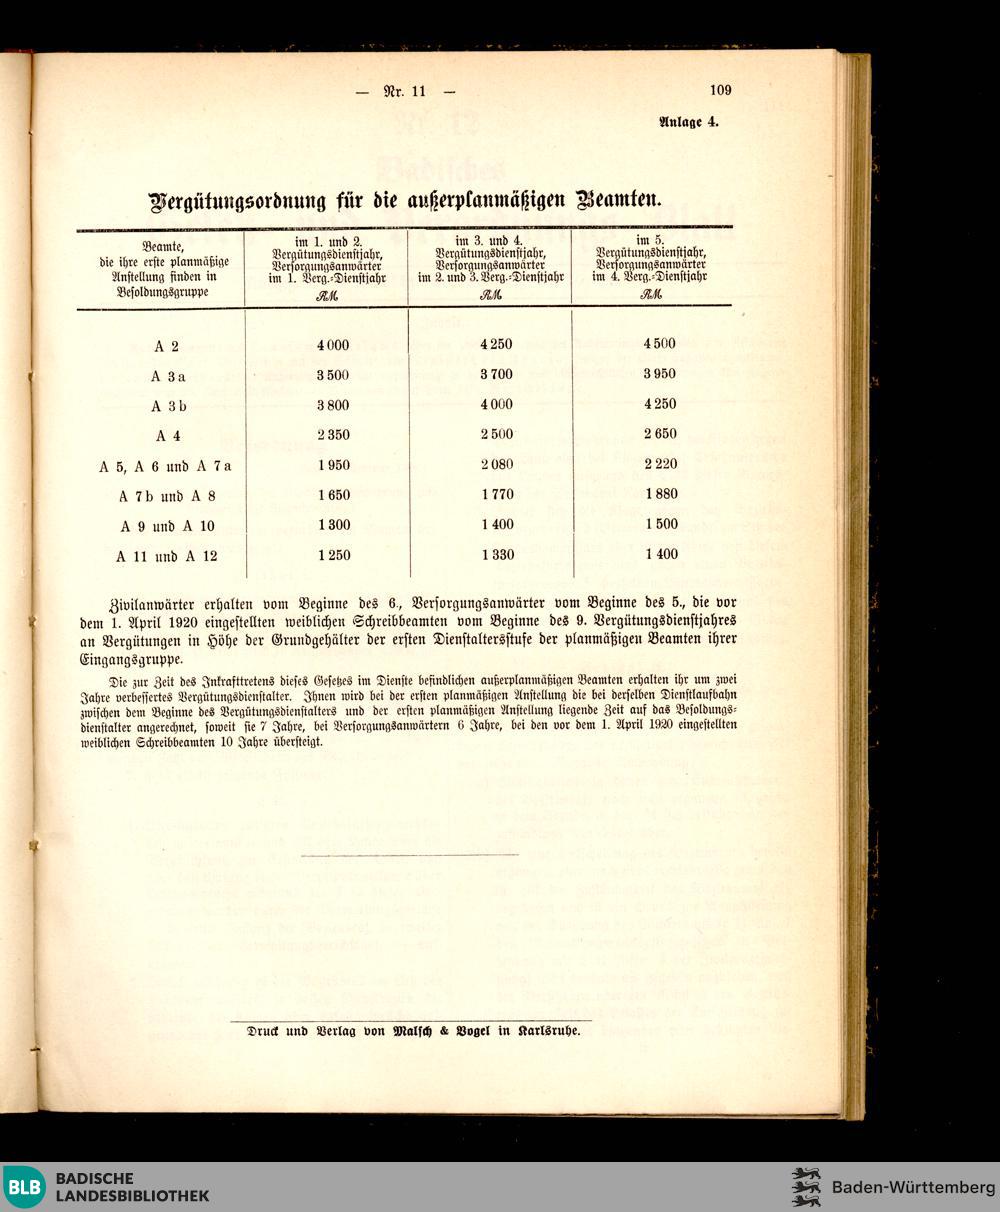 — Nr. 11 —
109
Anlage 4.
Vergütungsordnung für die außerplanmäßigen Beamten.
Beamte,
die ihre erste planmäßige
Anstellung finden in
Besoldungsgruppe
im 1. und 2.
Vergütungsdienstjahr,
Versorgungsanwärter
im 1. Verg.=Dienstjahr
RM
im 3. und 4.
Vergütungsdienstjahr,
Versorgungsanwärter
im 2. und 3. Verg.=Dienstjahr
RM
im 5.
Vergütungsdienstjahr,
Versorgungsanwärter
im 4. Verg.=Dienstjahr
RM
A 2 4 000 4 250 4 500
A 3a 3 500 3 700 3 950
A 3b 3 800 4 000 4 250
A 4 2 350 2 500 2 650
A 5, A 6 und A 7a 1 950 2 080 2 220
A 7b und A 8 1 650 1 770 1 880
A 9 und A 10 1 300 1 400 1 500
A 11 und A 12 1 250 1 330 1 400
Zivilanwärter erhalten vom Beginne des 6., Versorgungsanwärter vom Beginne des 5., die vor
dem 1. April 1920 eingestellten weiblichen Schreibbeamten vom Beginne des 9. Vergütungsdienstjahres
an Vergütungen in Höhe der Grundgehälter der ersten Dienstaltersstufe der planmäßigen Beamten ihrer
Eingangsgruppe.
Die zur Zeit des Inkrafttretens dieses Gesetzes im Dienste befindlichen außerplanmäßigen Beamten erhalten ihr um zwei
Jahre verbessertes Vergütungsdienstalter. Ihnen wird bei der ersten planmäßigen Anstellung die bei derselben Dienstlaufbahn
zwischen dem Beginne des Vergütungsdienstalters und der ersten planmäßigen Anstellung liegende Zeit auf das Besoldungs=
dienstalter angerechnet, soweit sie 7 Jahre, bei Versorgungsanwärtern 6 Jahre, bei den vor dem 1. April 1920 eingestellten
weiblichen Schreibbeamten 10 Jahre übersteigt.
Druck und Verlag von Malsch & Vogel in Karlsruhe.
BLB
BADISCHE
LANDESBIBLIOTHEK
Baden-Württemberg